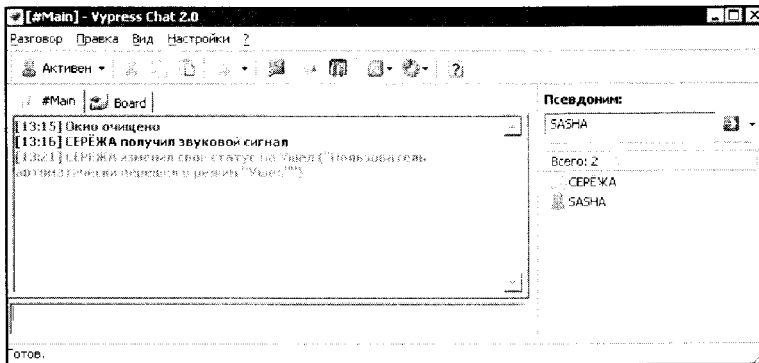 [#Main] - Vypress Chat 2.0
Разговор Правка Вид Настройки ?
Активен
#Main Board
Псевдоним:
[13:15] Окно очищено
[13:16] СЕРЁЖА получил звуковой сигнал
[13:21] СЕРЁЖА изменил свой статус на Ушел ("Пользователь
автоматически перешел в режим "Ушел"")
SASHA
Всего: 2
СЕРЁЖА
SASHA
отов.